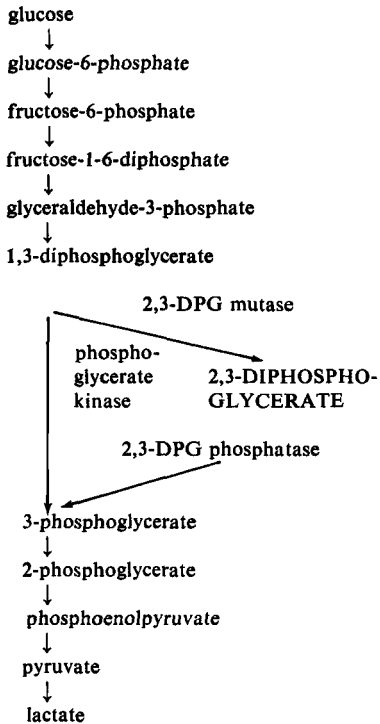 glucose
↓
glucose-6-phosphate
↓
fructose-6-phosphate
↓
fructose-1-6-diphosphate
↓
glyceraldehyde-3-phosphate
↓
1,3-diphosphoglycerate
2,3-DPG mutase
phospho-
glycerate
kinase
2,3-DIPHOSPHO-
GLYCERATE
2,3-DPG phosphatase
3-phosphoglycerate
↓
2-phosphoglycerate
↓
phosphoenolpyruvate
↓
pyruvate
↓
lactate